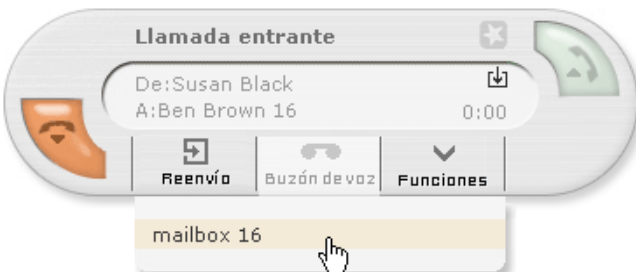 Llamada entrante
De:Susan Black
A:Ben Brown 16 0:00
Reenvío Buzón de voz Funciones
mailbox 16